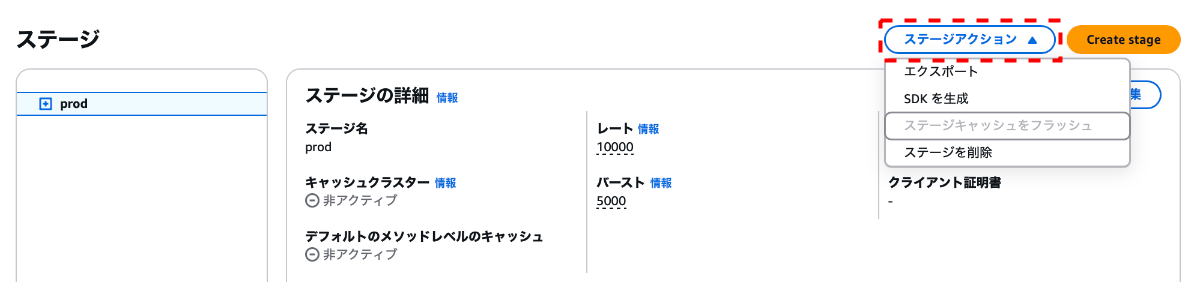 ステージ
ステージアクション
Create stage
エクスポート
SDK を生成
ステージキャッシュをフラッシュ
ステージを削除
prod
ステージの詳細 情報
集
ステージ名
prod
レート 情報
10000
キャッシュクラスター 情報
非アクティブ
バースト 情報
5000
クライアント証明書
-
デフォルトのメソッドレベルのキャッシュ
非アクティブ